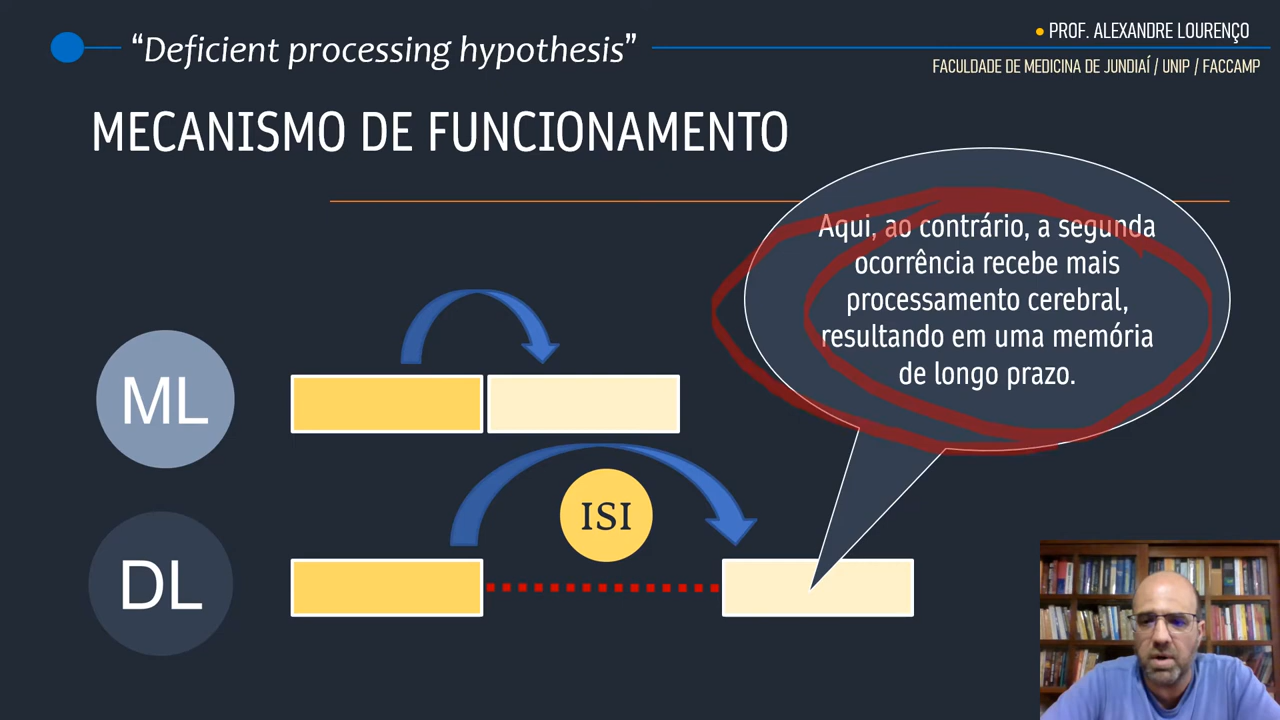 “Deficient processing hypothesis”
• PROF. ALEXANDRE LOURENÇO
FACULDADE DE MEDICINA DE JUNDIAÍ / UNIP / FACCAMP
MECANISMO DE FUNCIONAMENTO
Aqui, ao contrário, a segunda
ocorrência recebe mais
processamento cerebral,
resultando em uma memória
de longo prazo.
ML
ISI
DL